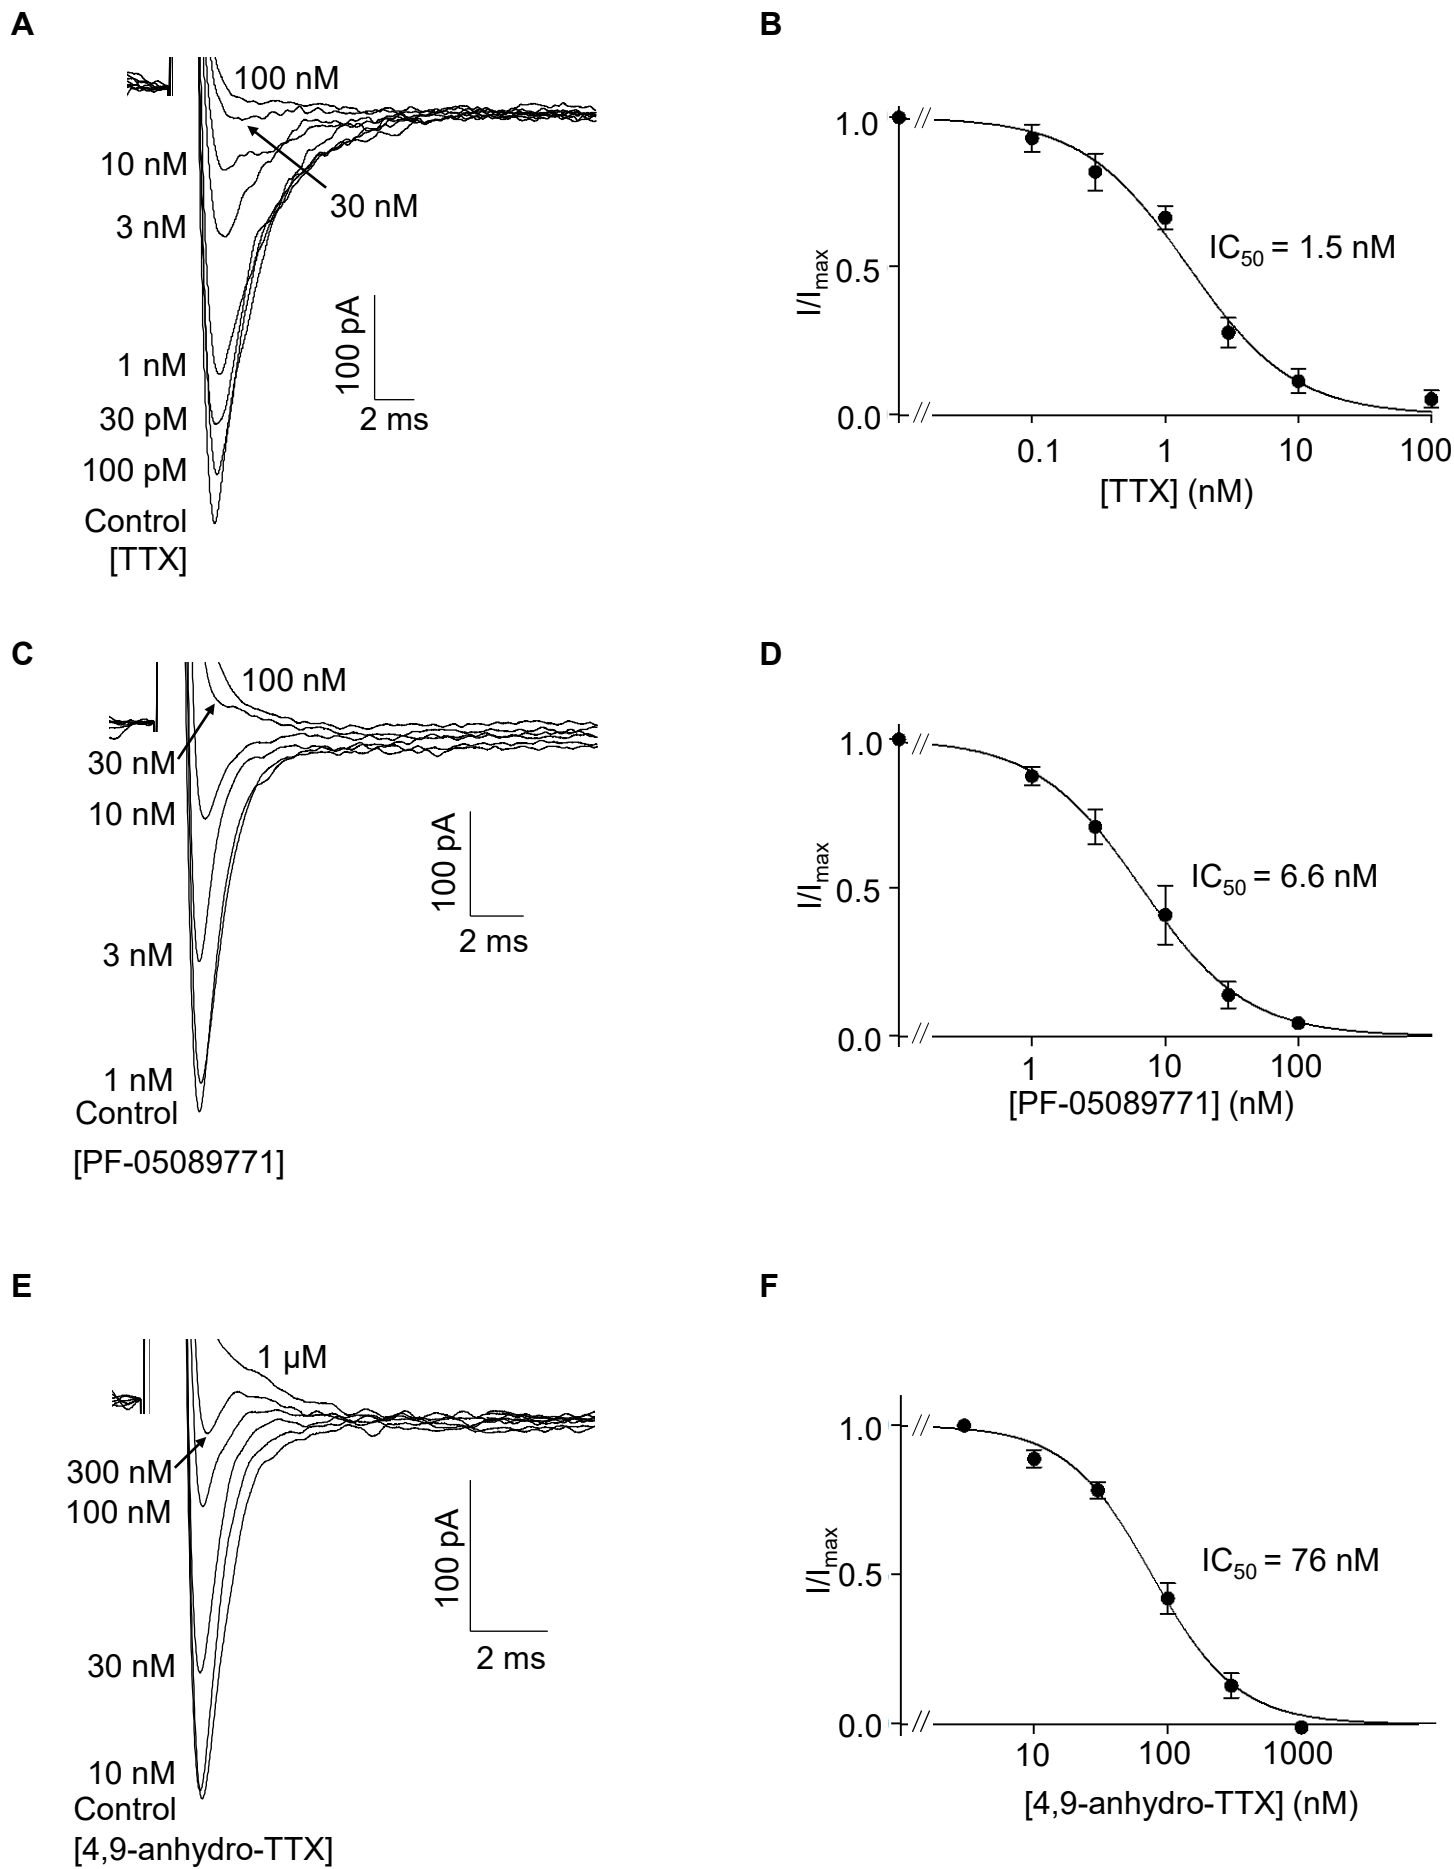 A
100 nM
10 nM
30 nM
3 nM
100 pA
1 nM
2 ms
30 pM
100 pM
Control
[TTX]
B
1.0
IC50 = 1.5 nM
I/Imax
0.5
0.0
0.1 1 10 100
[TTX] (nM)
C
100 nM
30 nM
10 nM
100 pA
2 ms
3 nM
1 nM
Control
[PF-05089771]
D
1.0
IC50 = 6.6 nM
I/Imax
0.5
0.0
1 10 100
[PF-05089771] (nM)
E
1 µM
300 nM
100 nM
100 pA
2 ms
30 nM
10 nM
Control
[4,9-anhydro-TTX]
F
1.0
IC50 = 76 nM
I/Imax
0.5
0.0
10 100 1000
[4,9-anhydro-TTX] (nM)